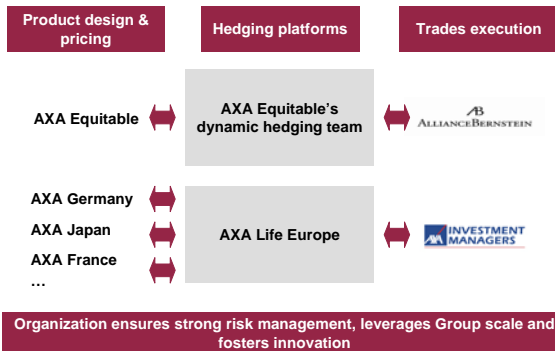 Product design &
pricing
Hedging platforms
Trades execution
AXA Equitable
AXA Equitable's
dynamic hedging team
AB
ALLIANCEBERNSTEIN
AXA Germany
AXA Japan
AXA France
…
AXA Life Europe
AXA INVESTMENT
MANAGERS
Organization ensures strong risk management, leverages Group scale and
fosters innovation